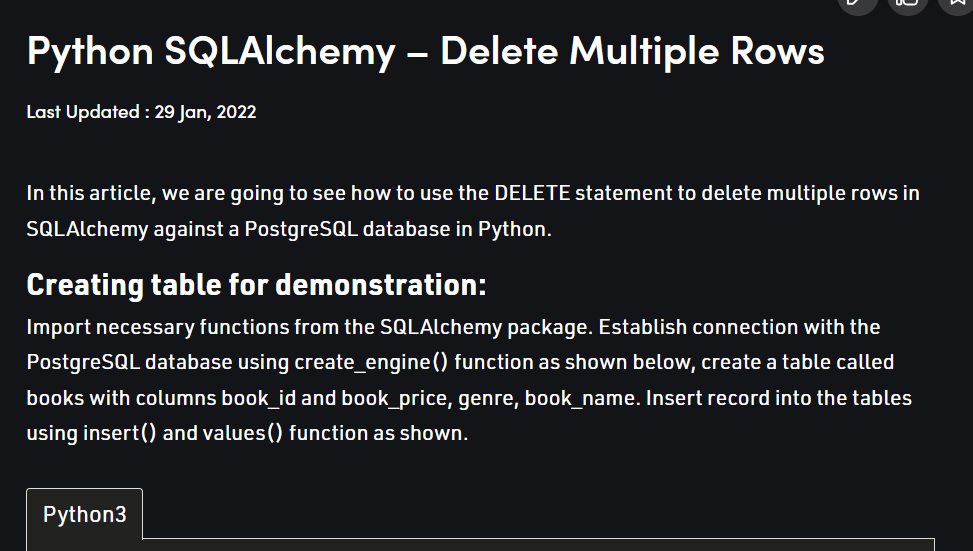 Python SQLAlchemy – Delete Multiple Rows
Last Updated : 29 Jan, 2022
In this article, we are going to see how to use the DELETE statement to delete multiple rows in
SQLAlchemy against a PostgreSQL database in Python.
Creating table for demonstration:
Import necessary functions from the SQLAlchemy package. Establish connection with the
PostgreSQL database using create_engine() function as shown below, create a table called
books with columns book_id and book_price, genre, book_name. Insert record into the tables
using insert() and values() function as shown.
Python3